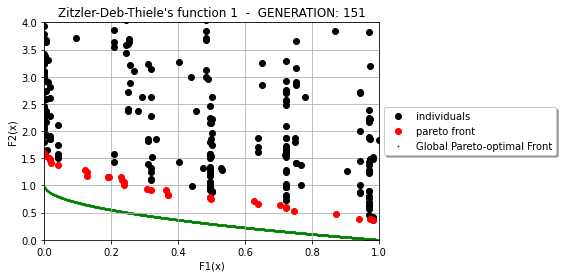 Zitzler-Deb-Thiele's function 1 - GENERATION: 151
F2(x)
4.0
3.5
3.0
2.5
2.0
1.5
1.0
0.5
0.0
0.0 0.2 0.4 0.6 0.8 1.0
F1(x)
individuals
pareto front
Global Pareto-optimal Front